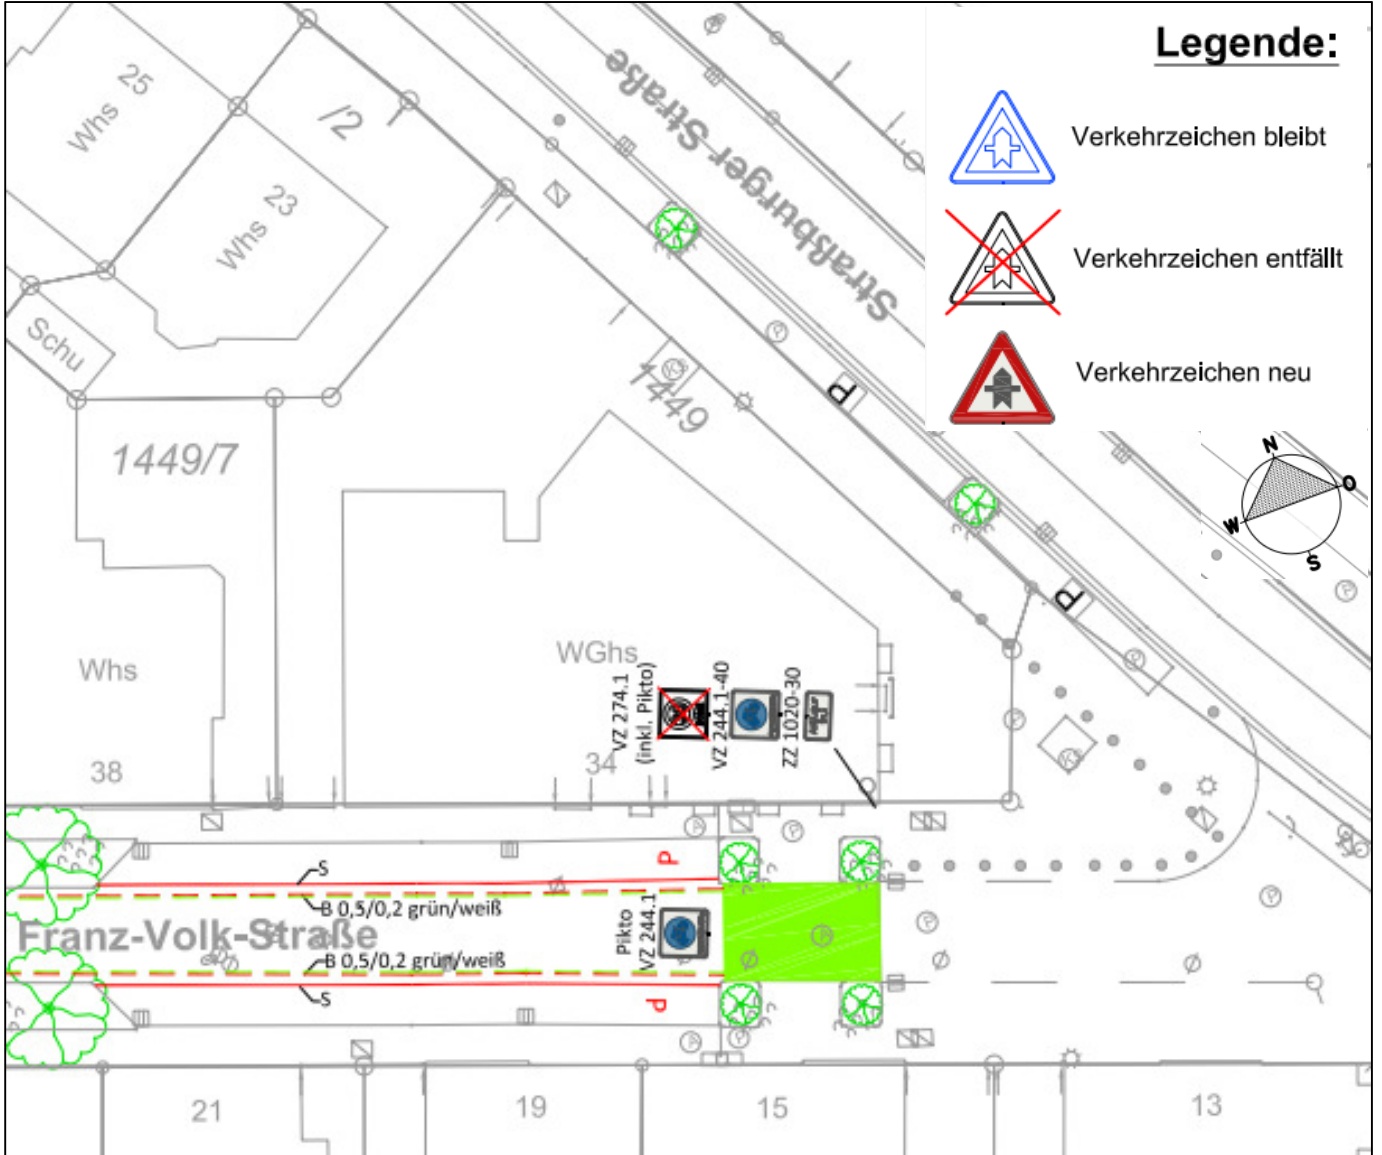 Legende:
Verkehrzeichen bleibt
Verkehrzeichen entfällt
Verkehrzeichen neu
N
O
W
S
Straßburger Straße
Whs 25
/2
Whs 23
Schu
1449
1449/7
P
P
Whs
WGhs
38
34
VZ 274.1
(inkl. Pikto)
VZ 244.1-40
ZZ 1020-30
P
S
B 0,5/0,2 grün/weiß
Franz-Volk-Straße
Pikto
VZ 244.1
B 0,5/0,2 grün/weiß
S
P
21
19
15
13